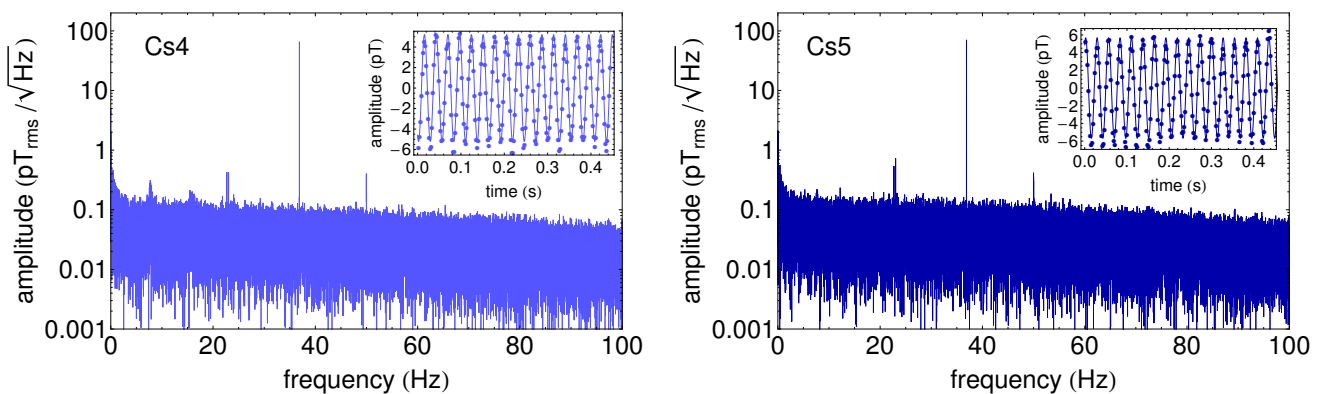 Cs4
amplitude (pTrms /√Hz)
100
10
1
0.1
0.01
0.001
0 20 40 60 80 100
frequency (Hz)
amplitude (pT)
4
2
0
−2
−4
−6
0.0 0.1 0.2 0.3 0.4
time (s)
Cs5
amplitude (pTrms /√Hz)
100
10
1
0.1
0.01
0.001
0 20 40 60 80 100
frequency (Hz)
amplitude (pT)
6
4
2
0
−2
−4
−6
0.0 0.1 0.2 0.3 0.4
time (s)